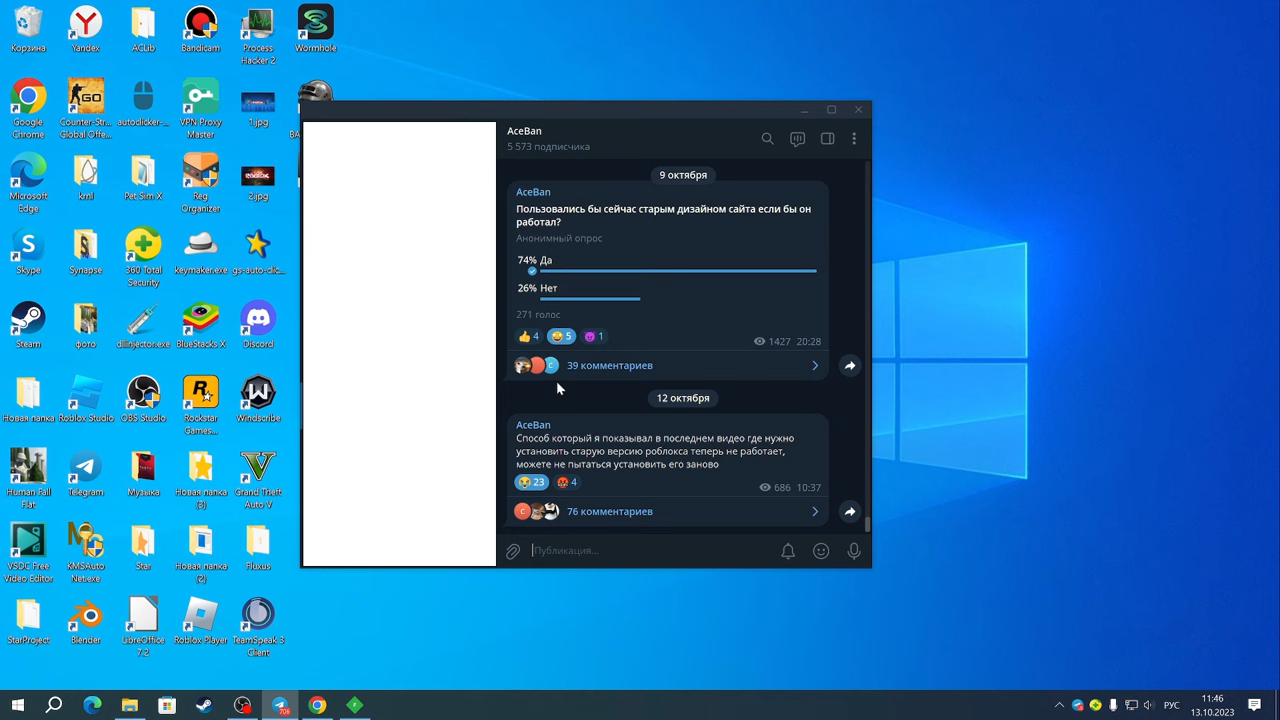 Корзина
Yandex
ACLib
Bandicam
Process
Hacker 2
Wormhole
Google
Chrome
Counter-Str...
Global Offe...
autoclicker-...
VPN Proxy
Master
1.jpg
Microsoft
Edge
kml
Pet Sim X
Reg
Organizer
2.jpg
Skype
Synapse
360 Total
Security
keymaker.exe
gs-auto-clic...
Steam
фото
dllinjector.exe
BlueStacks X
Discord
Новая папка
Roblox Studio
OBS Studio
Rockstar
Games...
Windscribe
Human Fall
Flat
Telegram
Музыка
Новая папка
(3)
Grand Theft
Auto V
VSDC Free
Video Editor
KMSAuto
Net.exe
Star
Новая папка
(2)
Fluxus
StarProject
Blender
LibreOffice
7.2
Roblox Player
TeamSpeak 3
Client
AceBan
5 573 подписчика
9 октября
AceBan
Пользовались бы сейчас старым дизайном сайта если бы он
работал?
Анонимный опрос
74% Да
26% Нет
271 голос
4 5 1 1427 20:28
39 комментариев
12 октября
AceBan
Способ который я показывал в последнем видео где нужно
установить старую версию роблокса теперь не работает,
можете не пытаться установить его заново
23 4 686 10:37
76 комментариев
Публикация...
706
РУС
11:46
13.10.2023